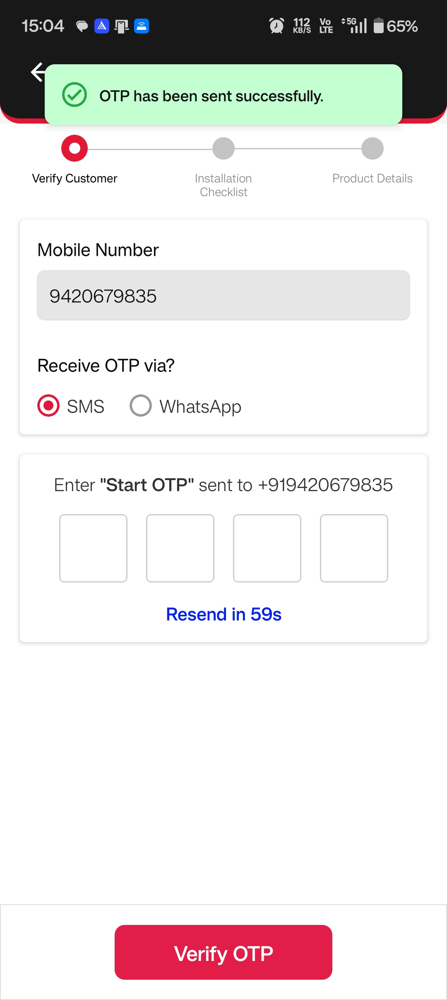 15:04 112 KB/S Vo LTE 5G 65%
OTP has been sent successfully.
Verify Customer
Installation
Checklist
Product Details
Mobile Number
9420679835
Receive OTP via?
SMS WhatsApp
Enter "Start OTP" sent to +919420679835
Resend in 59s
Verify OTP